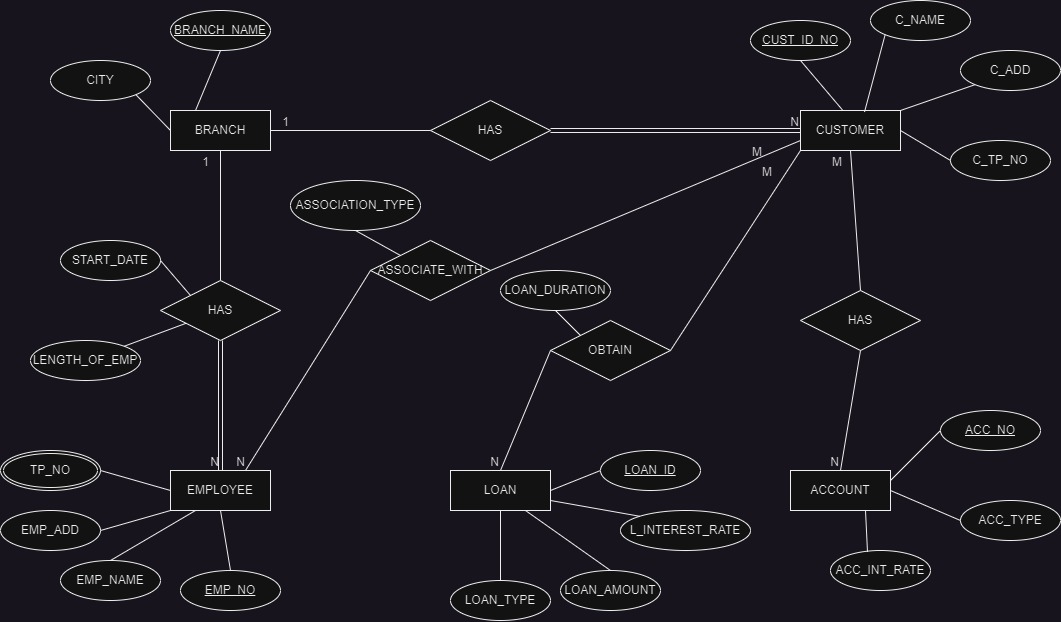 BRANCH_NAME
C_NAME
CUST_ID_NO
CITY
C_ADD
BRANCH
1
HAS
N
CUSTOMER
1
M
M
M
C_TP_NO
ASSOCIATION_TYPE
START_DATE
ASSOCIATE_WITH
LOAN_DURATION
HAS
HAS
OBTAIN
LENGTH_OF_EMP
ACC_NO
N
N
N
N
TP_NO
LOAN_ID
EMPLOYEE
LOAN
ACCOUNT
ACC_TYPE
EMP_ADD
L_INTEREST_RATE
ACC_INT_RATE
EMP_NAME
EMP_NO
LOAN_AMOUNT
LOAN_TYPE